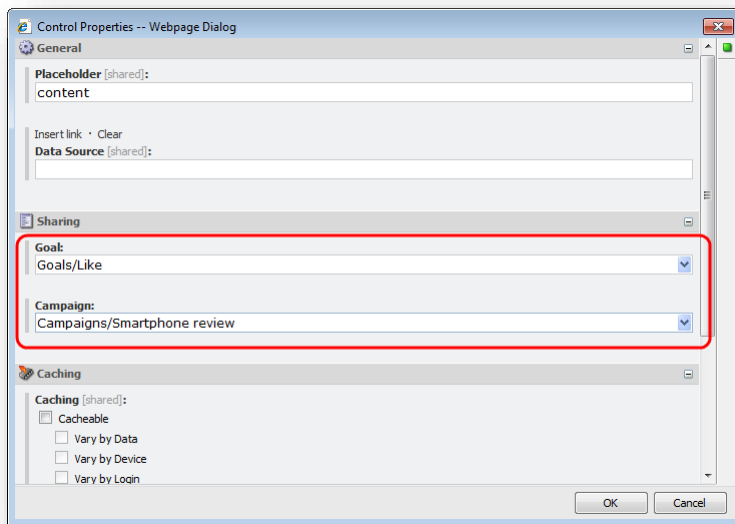 Control Properties -- Webpage Dialog
General
Placeholder [shared]:
content
Insert link · Clear
Data Source [shared]:
Sharing
Goal:
Goals/Like
Campaign:
Campaigns/Smartphone review
Caching
Caching [shared]:
Cacheable
Vary by Data
Vary by Device
Vary by Login
OK Cancel